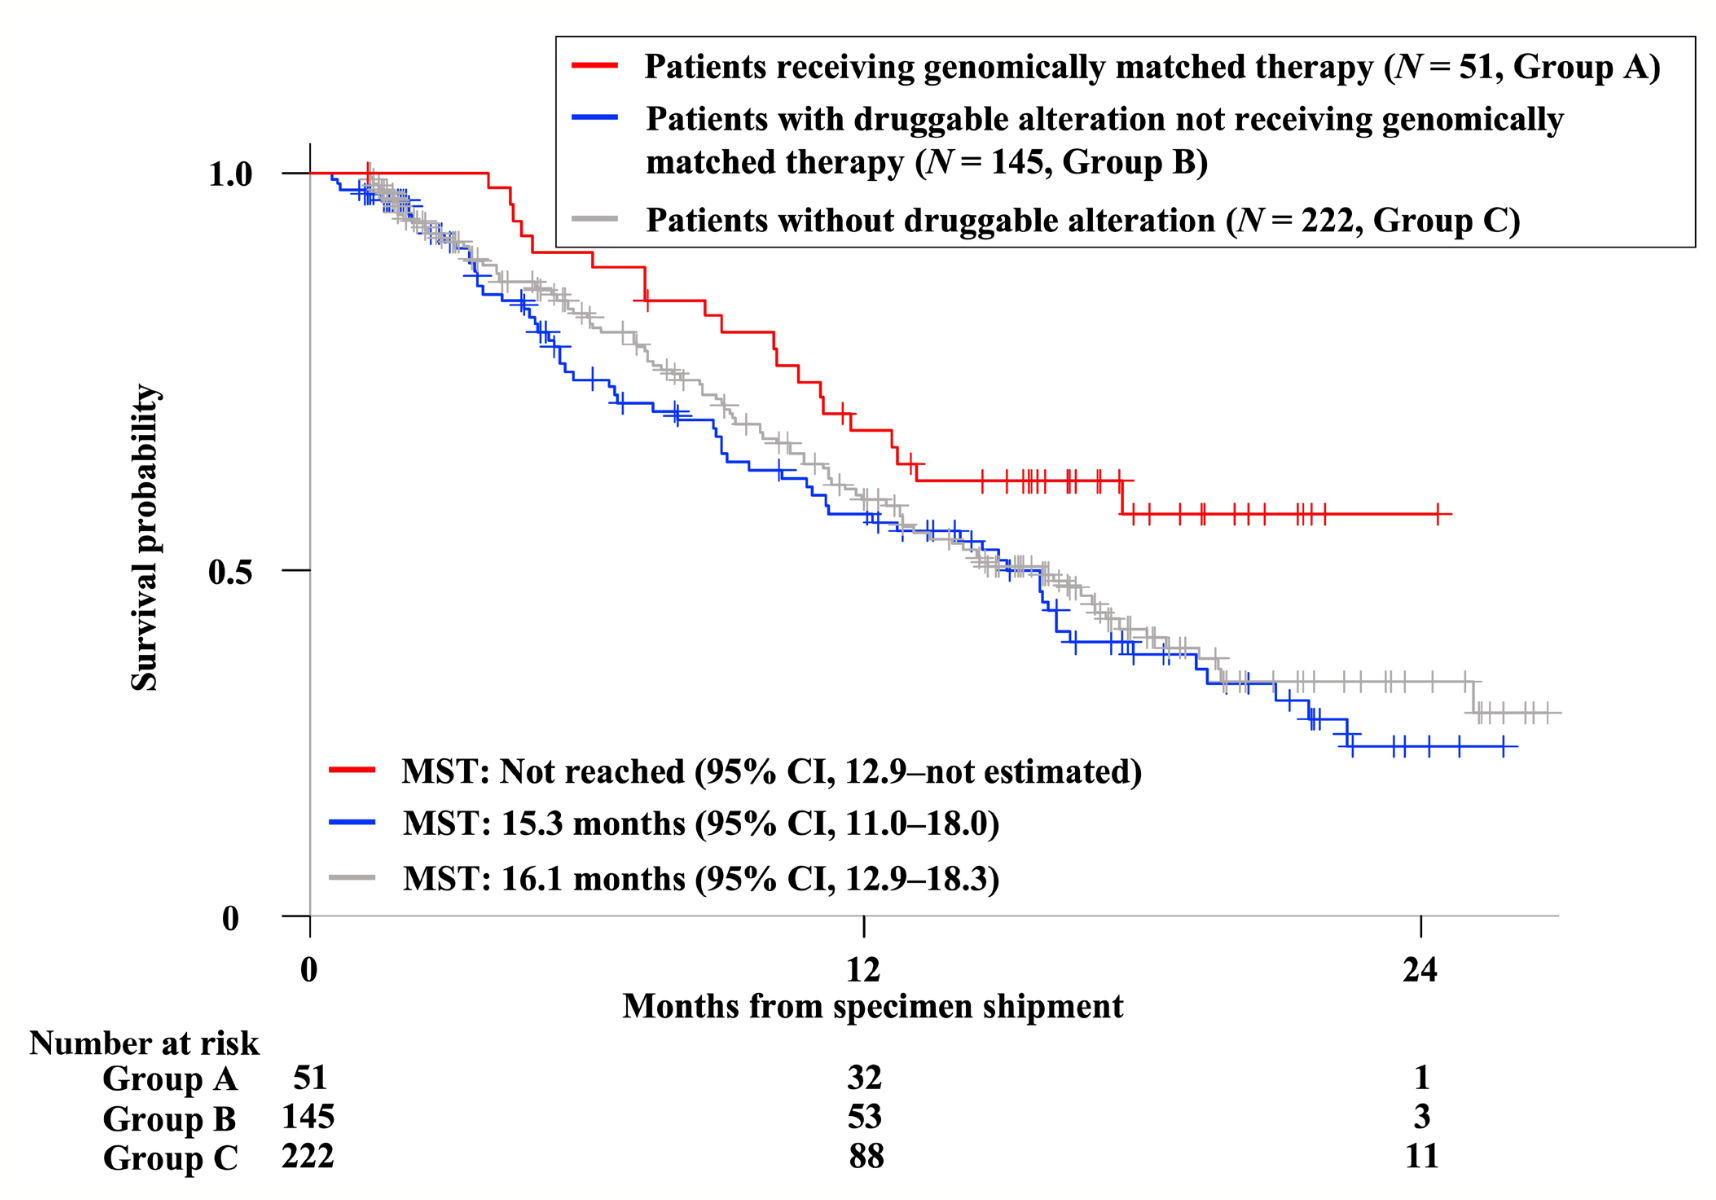 Patients receiving genomically matched therapy (N = 51, Group A)
Patients with druggable alteration not receiving genomically
matched therapy (N = 145, Group B)
Patients without druggable alteration (N = 222, Group C)
1.0
0.5
0
Survival probability
MST: Not reached (95% CI, 12.9–not estimated)
MST: 15.3 months (95% CI, 11.0–18.0)
MST: 16.1 months (95% CI, 12.9–18.3)
0 12 24
Months from specimen shipment
Number at risk
Group A 51 32 1
Group B 145 53 3
Group C 222 88 11